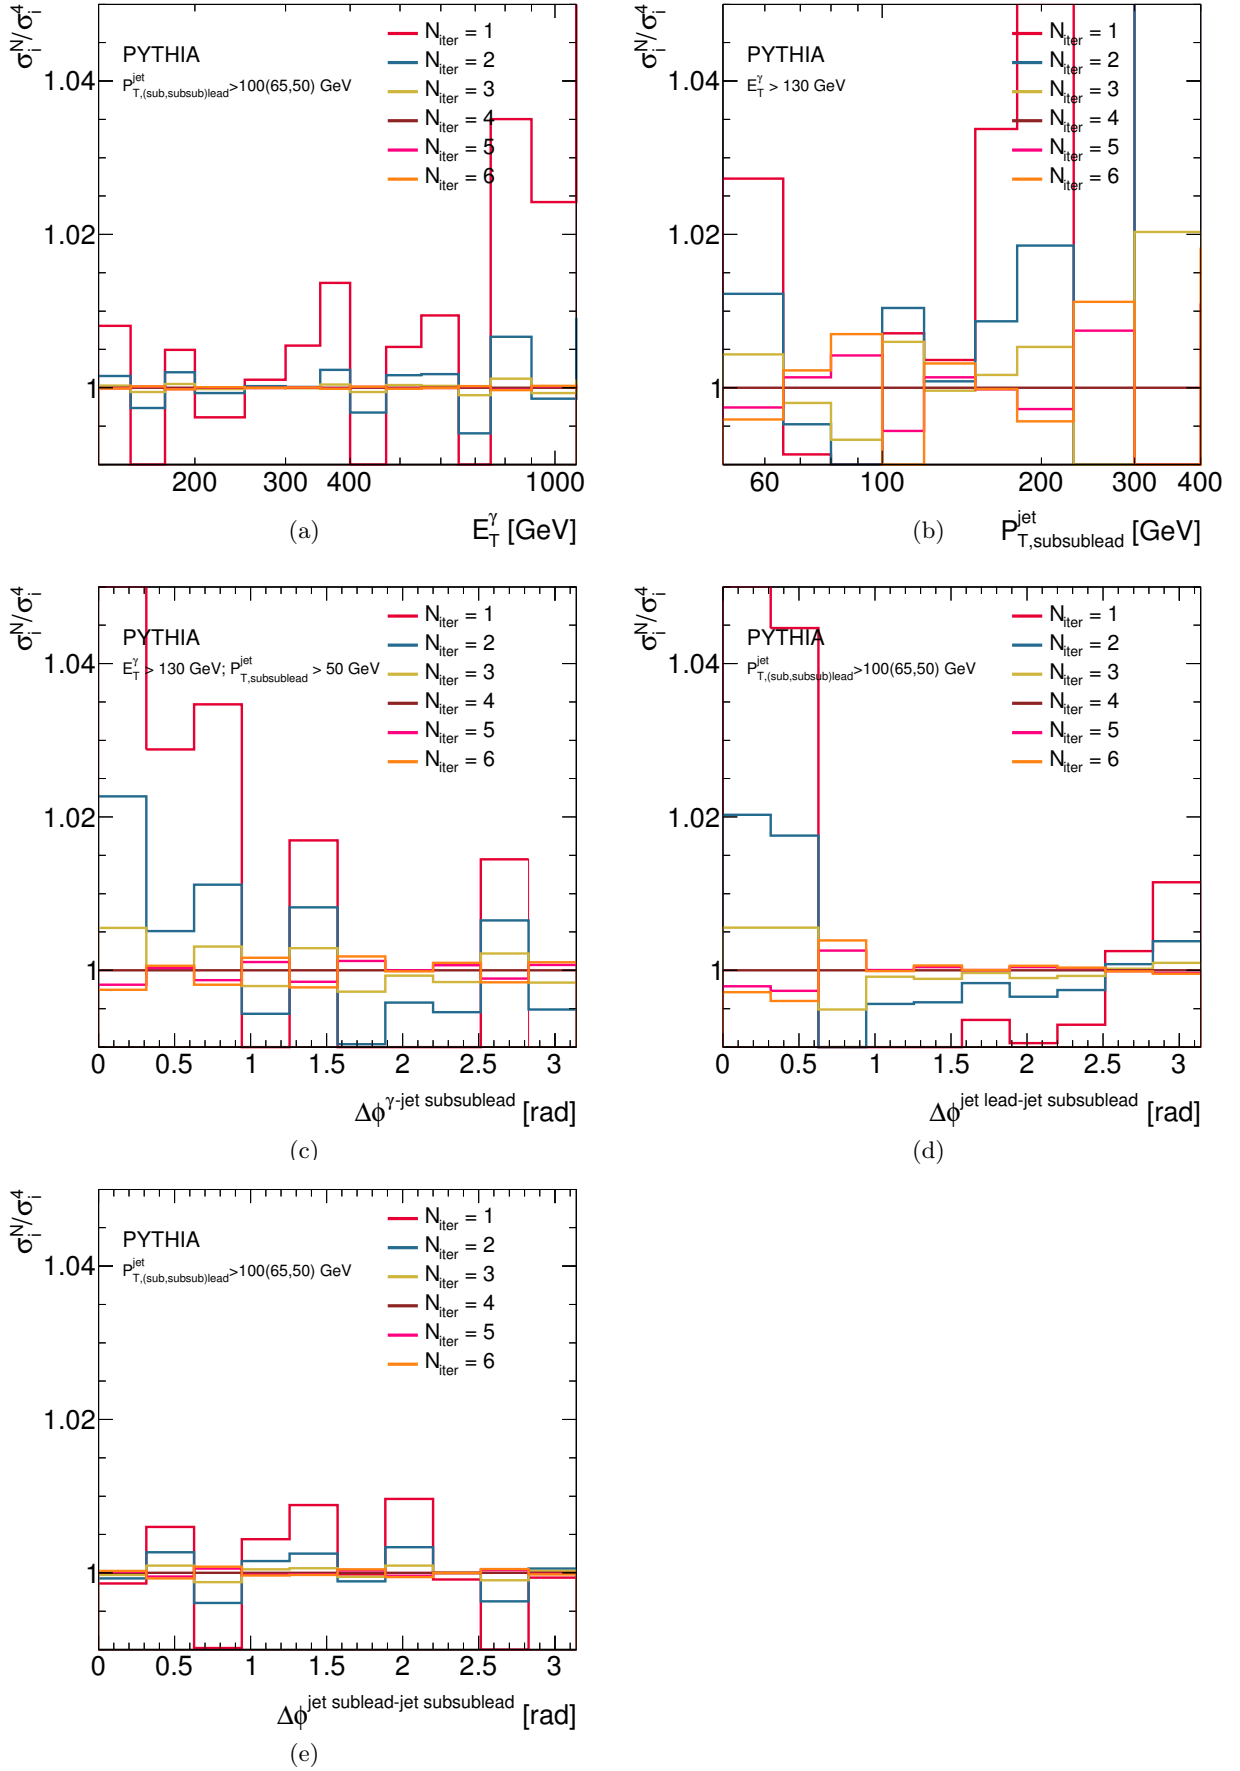 σ_i^N/σ_i^4
PYTHIA
P_T,(sub,subsub)lead^jet>100(65,50) GeV
N_iter = 1
N_iter = 2
N_iter = 3
N_iter = 4
N_iter = 5
N_iter = 6
1.04
1.02
1
200 300 400 1000
E_T^γ [GeV]
(a)
σ_i^N/σ_i^4
PYTHIA
E_T^γ > 130 GeV
N_iter = 1
N_iter = 2
N_iter = 3
N_iter = 4
N_iter = 5
N_iter = 6
1.04
1.02
1
60 100 200 300 400
P_T,subsublead^jet [GeV]
(b)
σ_i^N/σ_i^4
PYTHIA
E_T^γ > 130 GeV; P_T,subsublead^jet > 50 GeV
N_iter = 1
N_iter = 2
N_iter = 3
N_iter = 4
N_iter = 5
N_iter = 6
1.04
1.02
1
0 0.5 1 1.5 2 2.5 3
Δϕ^γ-jet subsublead [rad]
(c)
σ_i^N/σ_i^4
PYTHIA
P_T,(sub,subsub)lead^jet>100(65,50) GeV
N_iter = 1
N_iter = 2
N_iter = 3
N_iter = 4
N_iter = 5
N_iter = 6
1.04
1.02
1
0 0.5 1 1.5 2 2.5 3
Δϕ^jet lead-jet subsublead [rad]
(d)
σ_i^N/σ_i^4
PYTHIA
P_T,(sub,subsub)lead^jet>100(65,50) GeV
N_iter = 1
N_iter = 2
N_iter = 3
N_iter = 4
N_iter = 5
N_iter = 6
1.04
1.02
1
0 0.5 1 1.5 2 2.5 3
Δϕ^jet sublead-jet subsublead [rad]
(e)